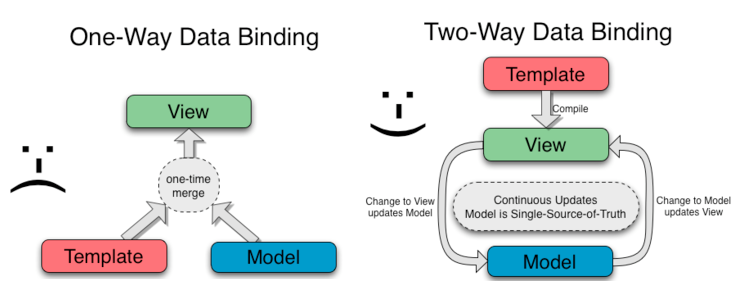 One-Way Data Binding
View
one-time
merge
Template
Model
Two-Way Data Binding
Template
Compile
View
Change to View
updates Model
Continuous Updates
Model is Single-Source-of-Truth
Change to Model
updates View
Model